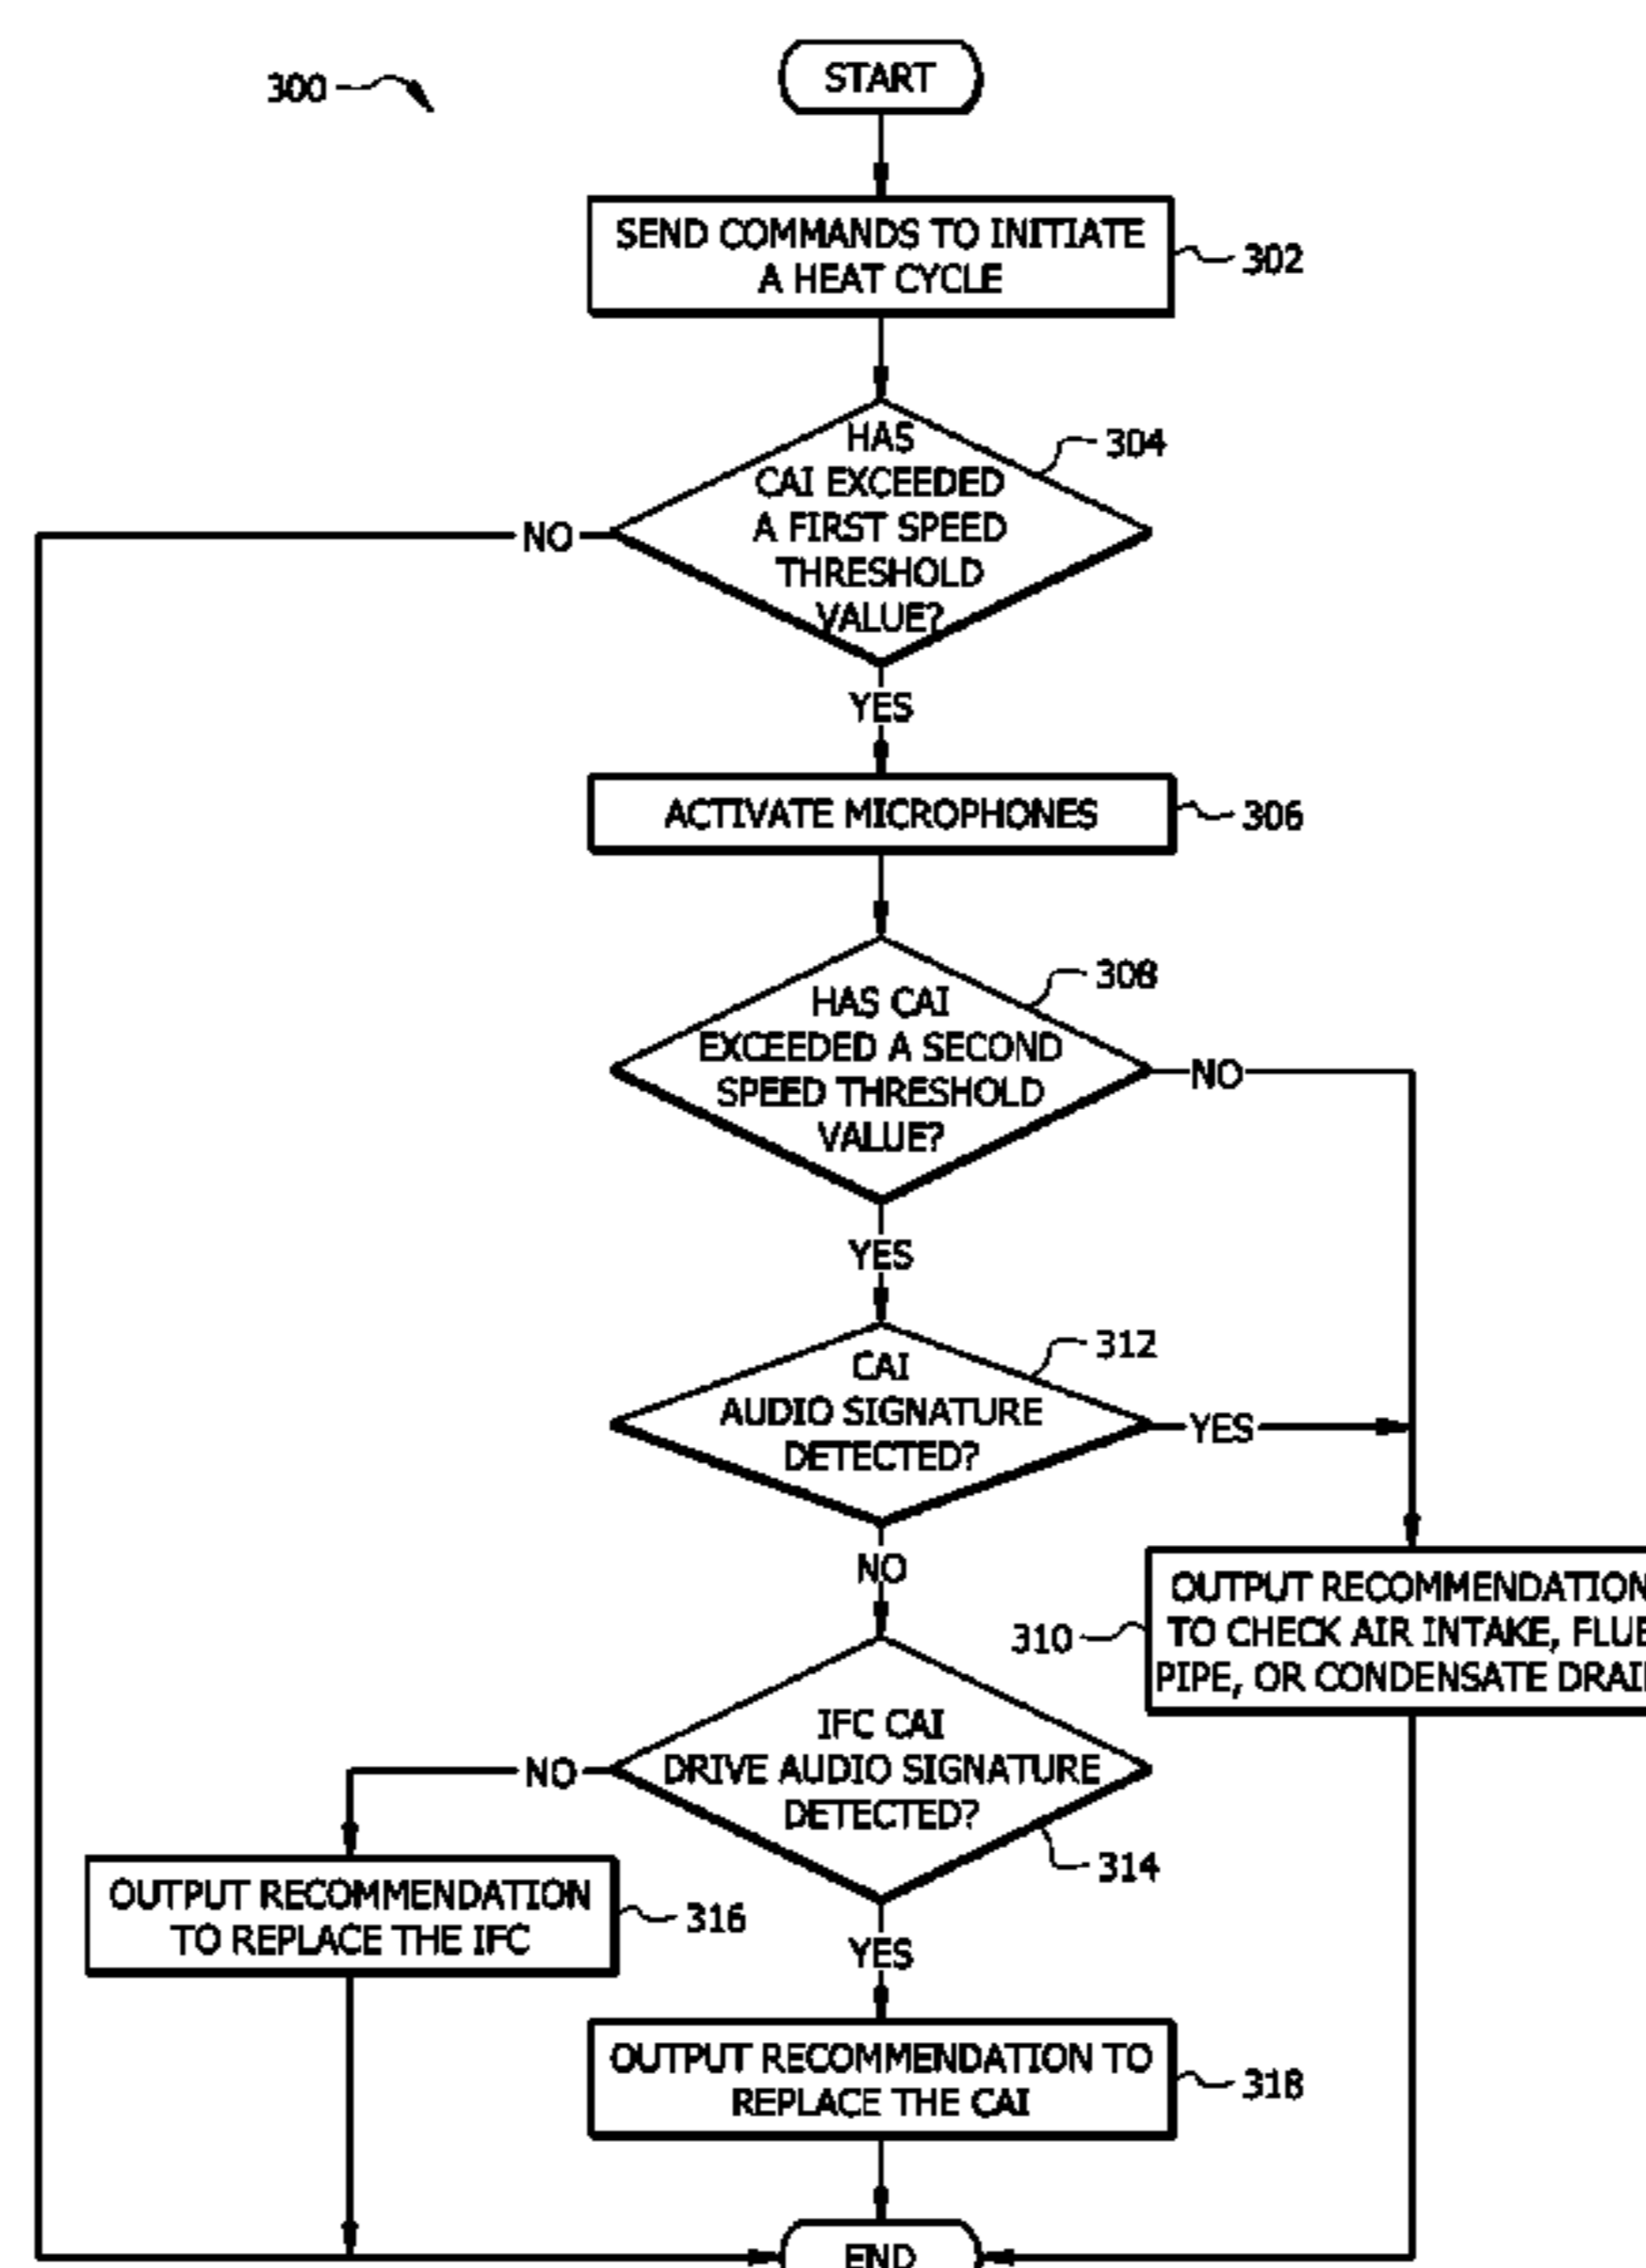 300
START
SEND COMMANDS TO INITIATE
A HEAT CYCLE
302
HAS
CAI EXCEEDED
A FIRST SPEED
THRESHOLD
VALUE?
304
NO
YES
ACTIVATE MICROPHONES
306
HAS CAI
EXCEEDED A SECOND
SPEED THRESHOLD
VALUE?
308
NO
YES
CAI
AUDIO SIGNATURE
DETECTED?
312
YES
NO
OUTPUT RECOMMENDATION
TO CHECK AIR INTAKE, FLUE
PIPE, OR CONDENSATE DRAI
310
IFC CAI
DRIVE AUDIO SIGNATURE
DETECTED?
314
NO
OUTPUT RECOMMENDATION
TO REPLACE THE IFC
316
YES
OUTPUT RECOMMENDATION TO
REPLACE THE CAI
318
END